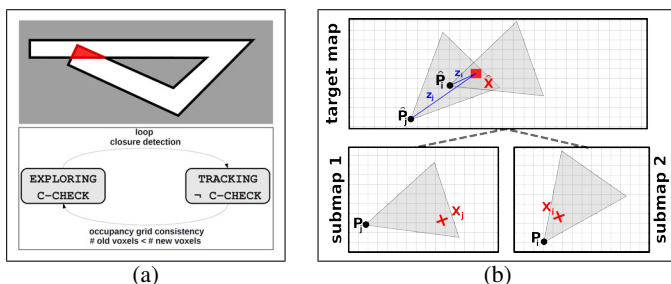 loop
closure detection
EXPLORING
C-CHECK
TRACKING
¬ C-CHECK
occupancy grid consistency
# old voxels < # new voxels
(a)
target map
P̂i
zi
X̂
zj
P̂j
submap 1
Pj
Xj
Xi
Pi
submap 2
(b)